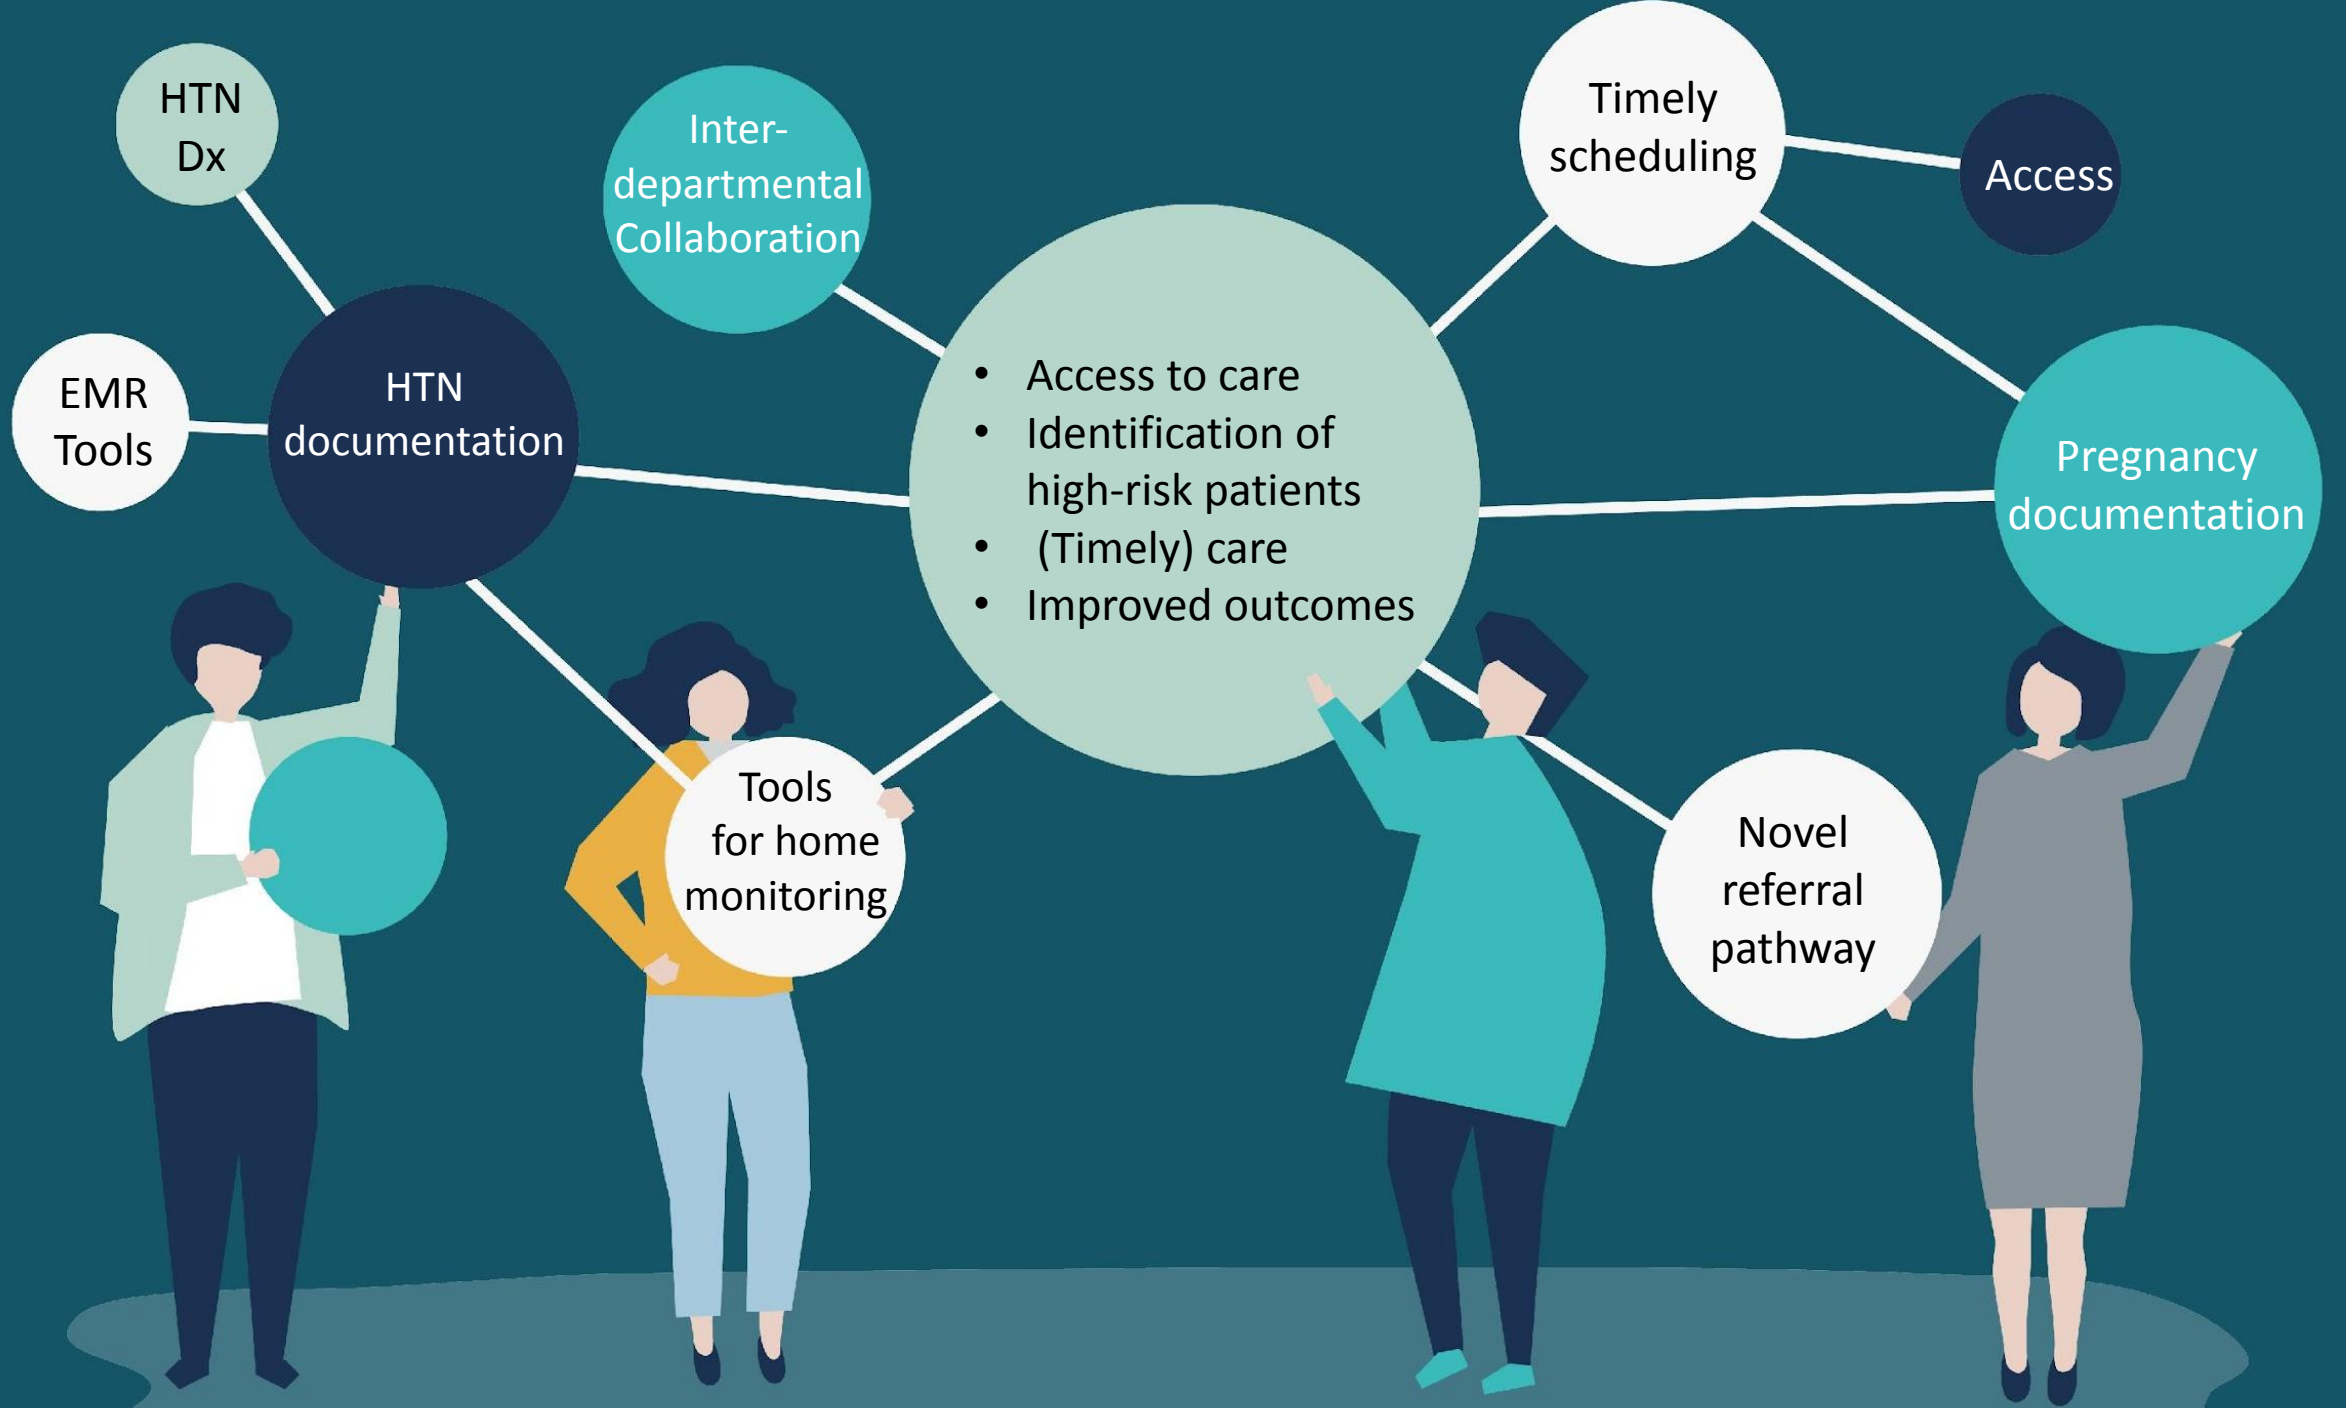 HTN
Dx
Inter-
departmental
Collaboration
Timely
scheduling
Access
EMR
Tools
HTN
documentation
• Access to care
• Identification of
high-risk patients
• (Timely) care
• Improved outcomes
Pregnancy
documentation
Tools
for home
monitoring
Novel
referral
pathway